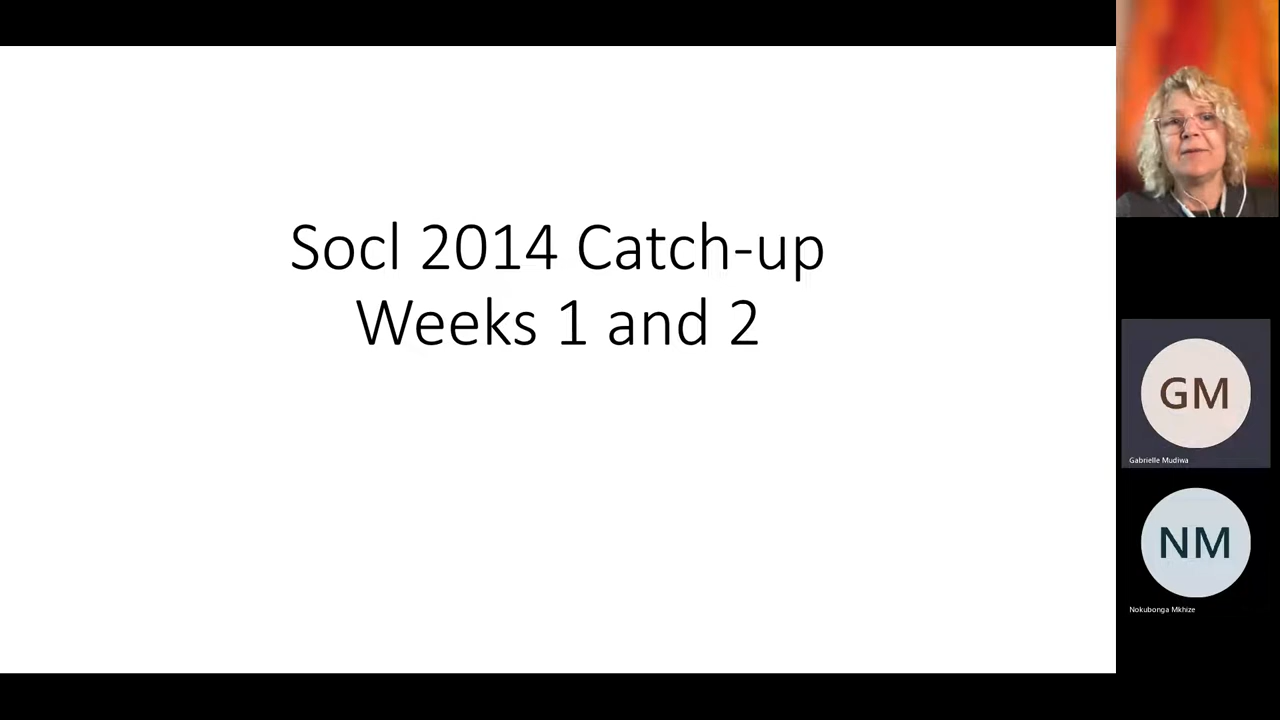 Socl 2014 Catch-up
Weeks 1 and 2
GM
Gabrielle Mudiwa
NM
Nokubonga Mkhize